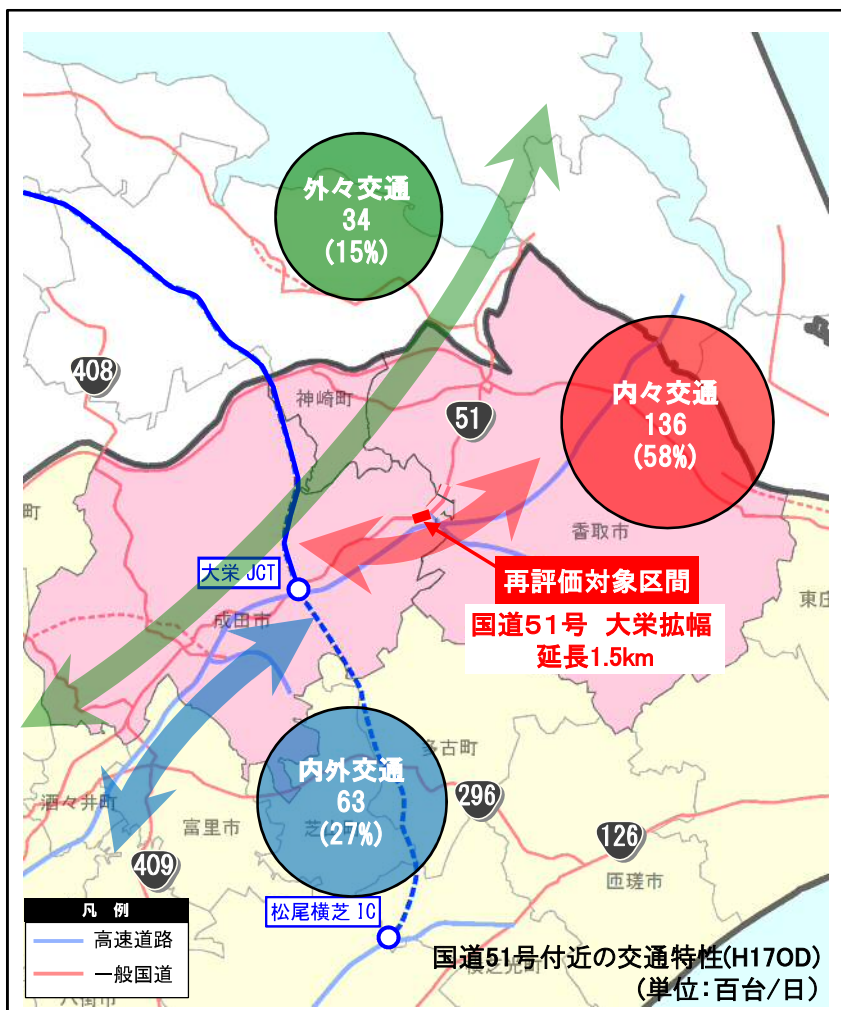 外々交通
34
(15%)
408
神崎町
51
内々交通
136
(58%)
町
香取市
大栄 JCT
再評価対象区間
東庄
成田市
国道51号 大栄拡幅
延長1.5km
内外交通
63
(27%)
多古町
酒々井町
富里市
296
126
409
匝瑳市
凡 例
松尾横芝 IC
高速道路
一般国道
国道51号付近の交通特性(H17OD)
(単位:百台/日)